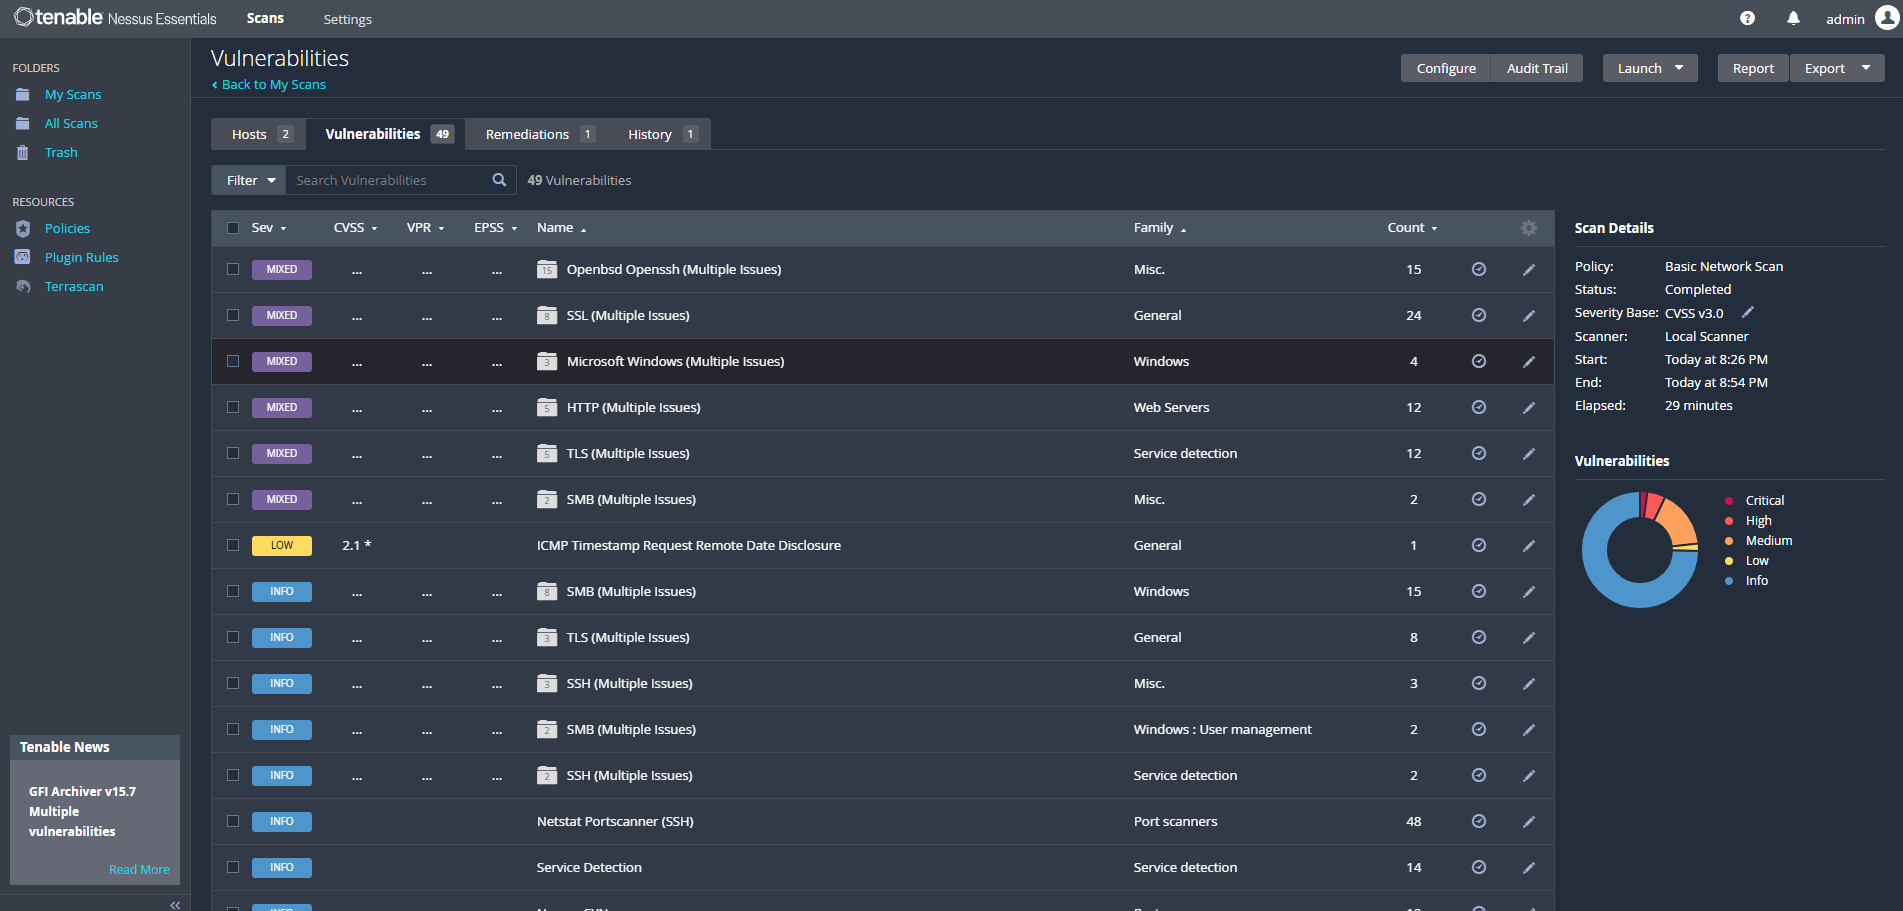 tenable Nessus Essentials Scans Settings ? admin
FOLDERS
My Scans
All Scans
Trash
RESOURCES
Policies
Plugin Rules
Terrascan
Tenable News
GFI Archiver v15.7
Multiple
vulnerabilities
Read More
Vulnerabilities
Back to My Scans
Configure Audit Trail Launch Report Export
Hosts 2 Vulnerabilities 49 Remediations 1 History 1
Filter Search Vulnerabilities 49 Vulnerabilities
Sev CVSS VPR EPSS Name Family Count
MIXED ... ... ... 15 Openbsd Openssh (Multiple Issues) Misc. 15
MIXED ... ... ... 8 SSL (Multiple Issues) General 24
MIXED ... ... ... 3 Microsoft Windows (Multiple Issues) Windows 4
MIXED ... ... ... 5 HTTP (Multiple Issues) Web Servers 12
MIXED ... ... ... 5 TLS (Multiple Issues) Service detection 12
MIXED ... ... ... 2 SMB (Multiple Issues) Misc. 2
LOW 2.1 * ICMP Timestamp Request Remote Date Disclosure General 1
INFO ... ... ... 8 SMB (Multiple Issues) Windows 15
INFO ... ... ... 3 TLS (Multiple Issues) General 8
INFO ... ... ... 3 SSH (Multiple Issues) Misc. 3
INFO ... ... ... 2 SMB (Multiple Issues) Windows : User management 2
INFO ... ... ... 2 SSH (Multiple Issues) Service detection 2
INFO Netstat Portscanner (SSH) Port scanners 48
INFO Service Detection Service detection 14
INFO
Scan Details
Policy: Basic Network Scan
Status: Completed
Severity Base: CVSS v3.0
Scanner: Local Scanner
Start: Today at 8:26 PM
End: Today at 8:54 PM
Elapsed: 29 minutes
Vulnerabilities
Critical
High
Medium
Low
Info